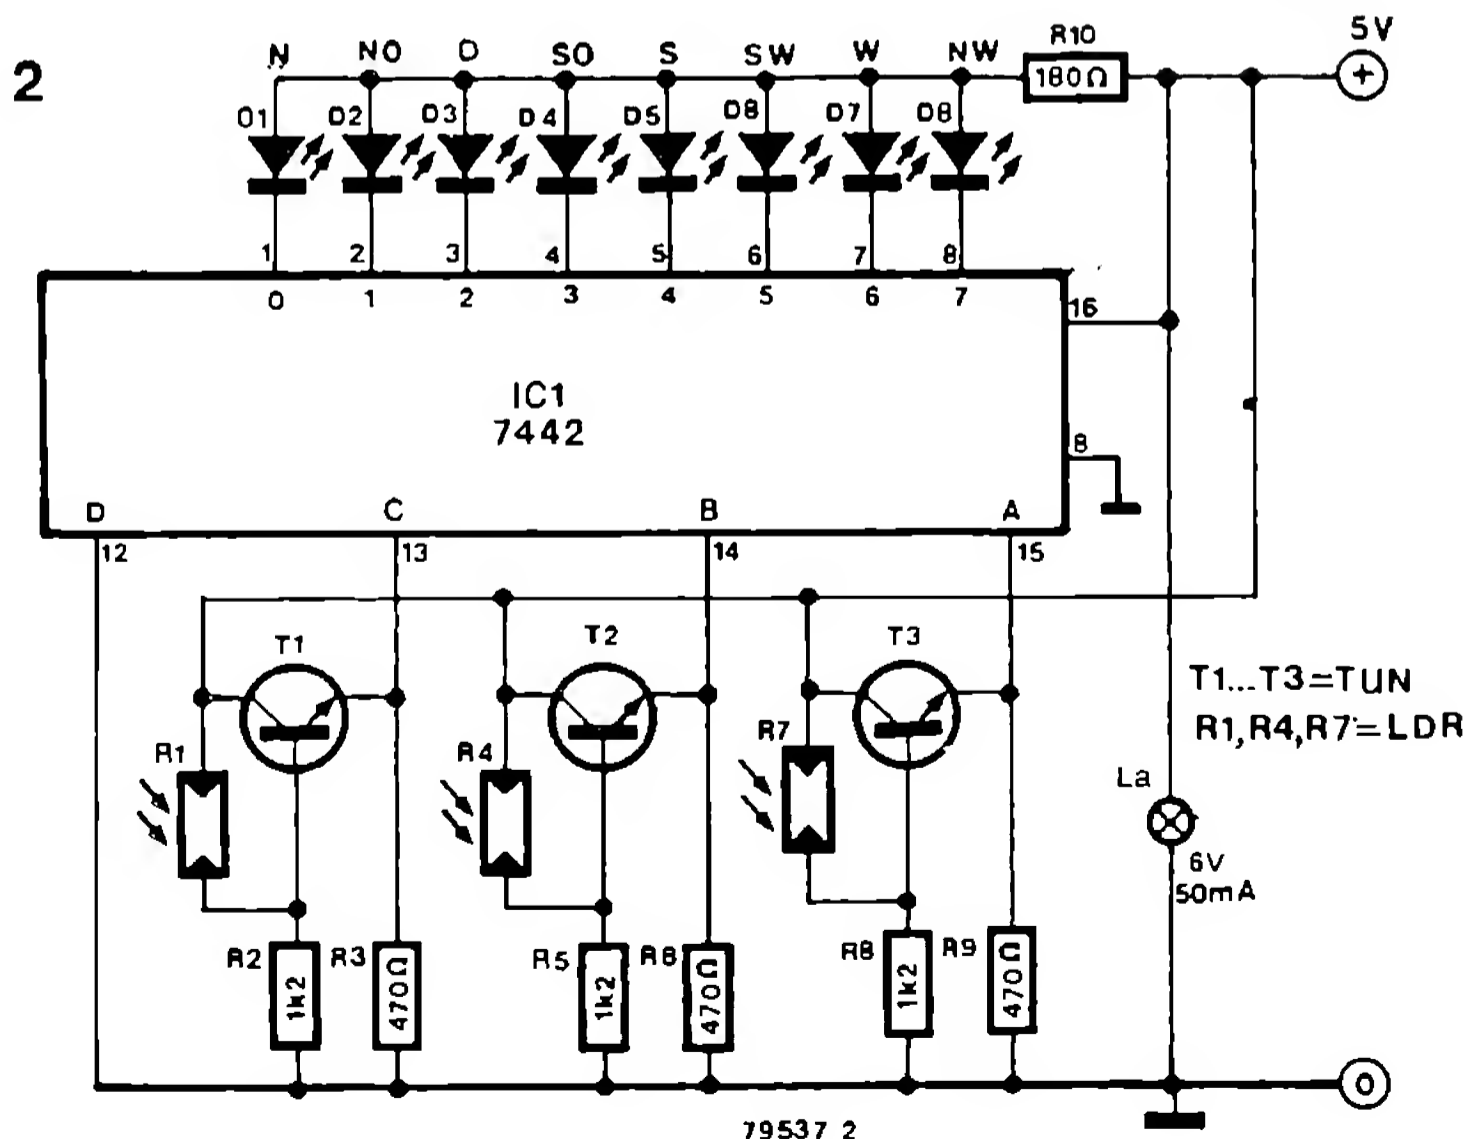 2
N NO O SO S SW W NW R10 5V
180Ω +
O1 D2 D3 D4 D5 D8 D7 D8
1 2 3 4 5 6 7 8
0 1 2 3 4 5 6 7
16
IC1
7442
8
D C B A
12 13 14 15
T1 T2 T3
T1...T3=TUN
R1,R4,R7=LDR
R1 R4 R7
La
6V
50mA
R2 R3 R5 R8 R8 R9
1k2 470Ω 1k2 470Ω 1k2 470Ω
0
79537 2